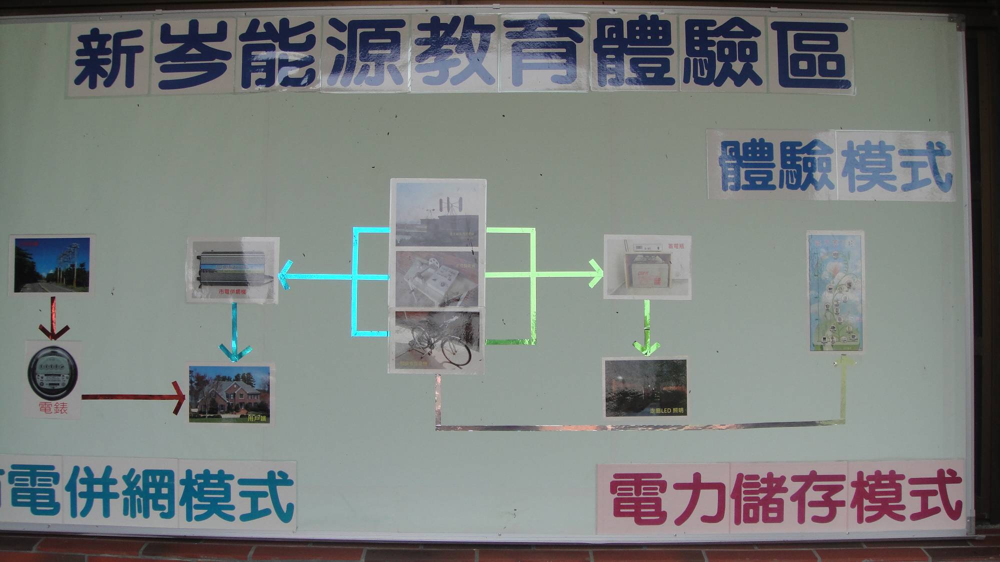 新岑能源教育體驗區
體驗模式
市電併網機
蓄電瓶
電錶
用戶端
走廊LED 照明
電併網模式
電力儲存模式